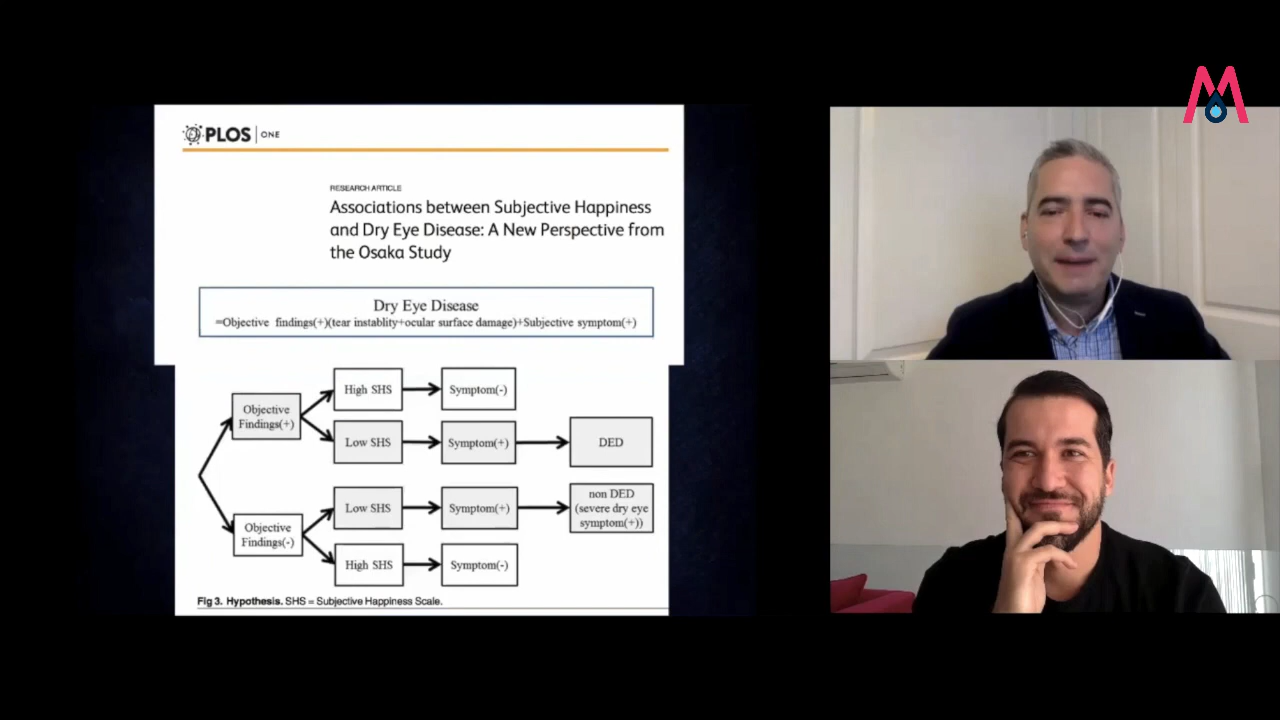 PLOS ONE
RESEARCH ARTICLE
Associations between Subjective Happiness
and Dry Eye Disease: A New Perspective from
the Osaka Study
Dry Eye Disease
=Objective findings(+)(tear instablity+ocular surface damage)+Subjective symptom(+)
Objective
Findings(+)
High SHS
Symptom(-)
Low SHS
Symptom(+)
DED
Objective
Findings(-)
Low SHS
Symptom(+)
non DED
(severe dry eye
symptom(+))
High SHS
Symptom(-)
Fig 3. Hypothesis. SHS = Subjective Happiness Scale.
M